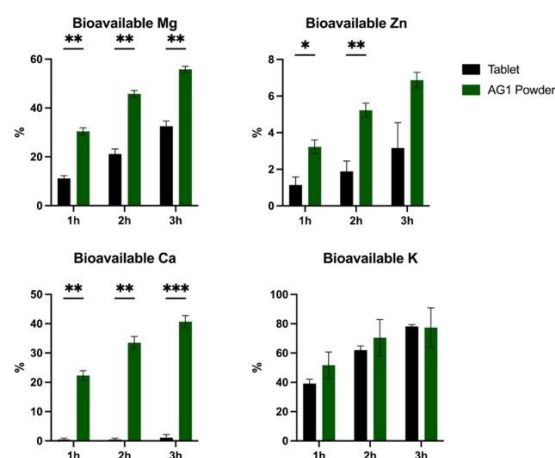 Bioavailable Mg
** ** **
60
40
20
0
%
1h 2h 3h
Bioavailable Zn
* **
8
6
4
2
0
%
1h 2h 3h
Tablet
AG1 Powder
Bioavailable Ca
** ** ***
50
40
30
20
10
0
%
1h 2h 3h
Bioavailable K
100
80
60
40
20
0
%
1h 2h 3h